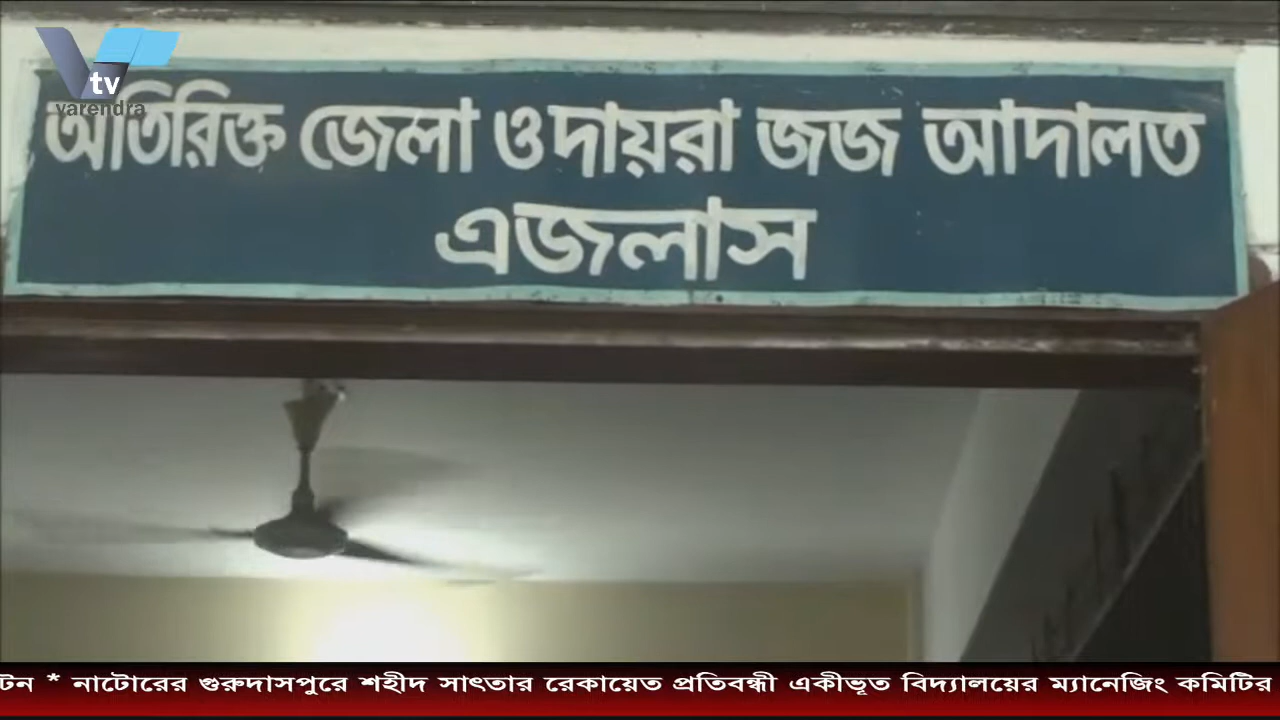 tv
varendra
অতিরিক্ত জেলা ও দায়রা জজ আদালত
এজলাস
টন * নাটোরের গুরুদাসপুরে শহীদ সাৎতার রেকায়েত প্রতিবন্ধী একীভূত বিদ্যালয়ের ম্যানেজিং কমিটির